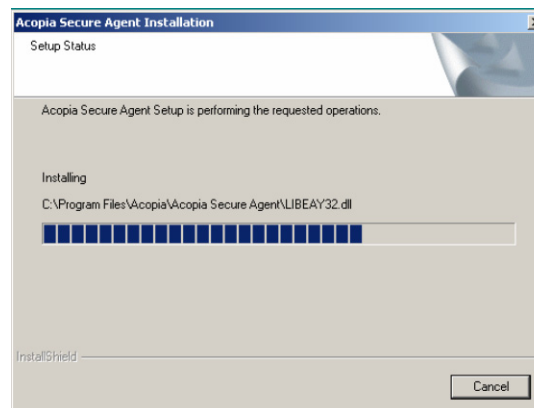 Acopia Secure Agent Installation
Setup Status
Acopia Secure Agent Setup is performing the requested operations.
Installing
C:\Program Files\Acopia\Acopia Secure Agent\LIBEAY32.dll
InstallShield
Cancel